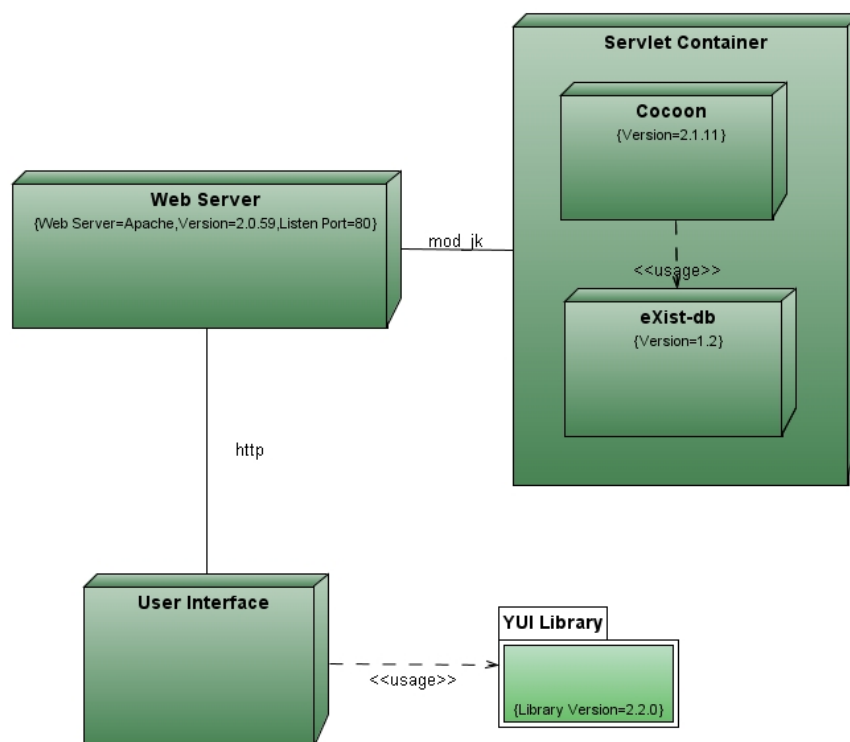 Servlet Container
Cocoon
{Version=2.1.11}
Web Server
{Web Server=Apache,Version=2.0.59,Listen Port=80}
mod_jk
<<usage>>
eXist-db
{Version=1.2}
http
User Interface
YUI Library
<<usage>>
{Library Version=2.2.0}